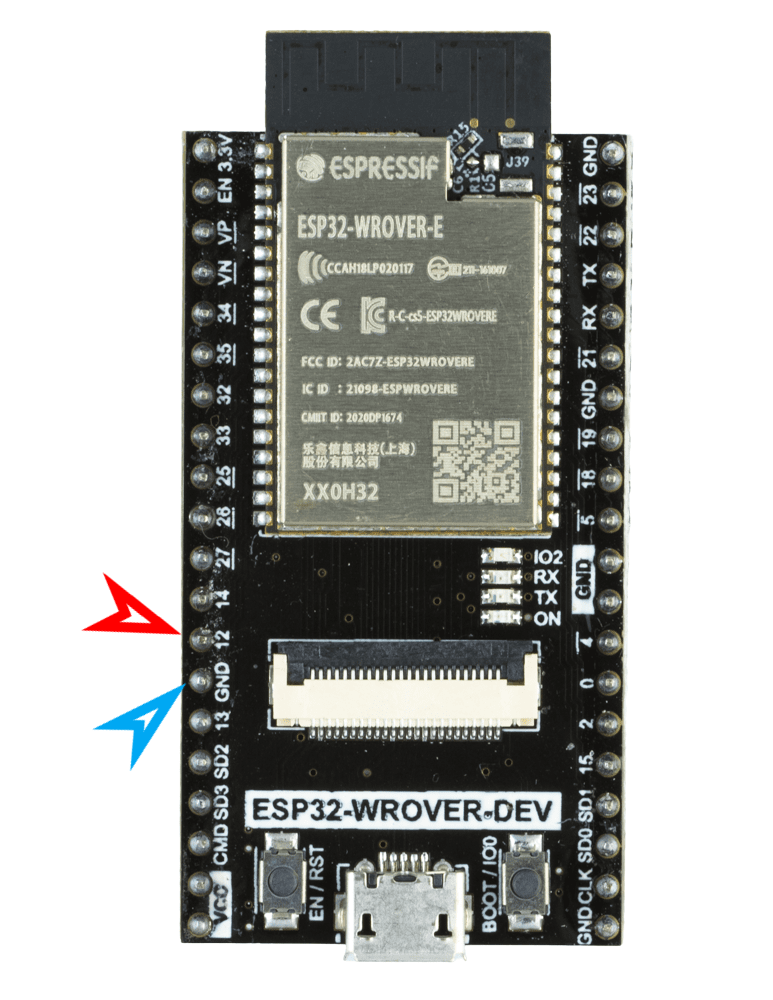 3.3V
EN
VP
VN
34
35
32
33
25
26
27
14
12
GND
13
SD2
SD3
CMD
VCC
R15
J39
C5
ESPRESSIF
ESP32-WROVER-E
CCAH18LP020117
CE
R-C-csS-ESP32WROVERE
FCC ID: 2AC7Z-ESP32WROVERE
IC ID : 21098-ESPWROVERE
CMIIT ID: 2020DP1674
乐鑫信息科技(上海)
股份有限公司
XX0H32
IO2
RX
TX
ON
ESP32-WROVER-DEV
EN / RST
BOOT / IO0
GND
23
22
TX
RX
21
GND
19
18
5
GND
4
0
2
15
SD1
SD0
CLK
GND